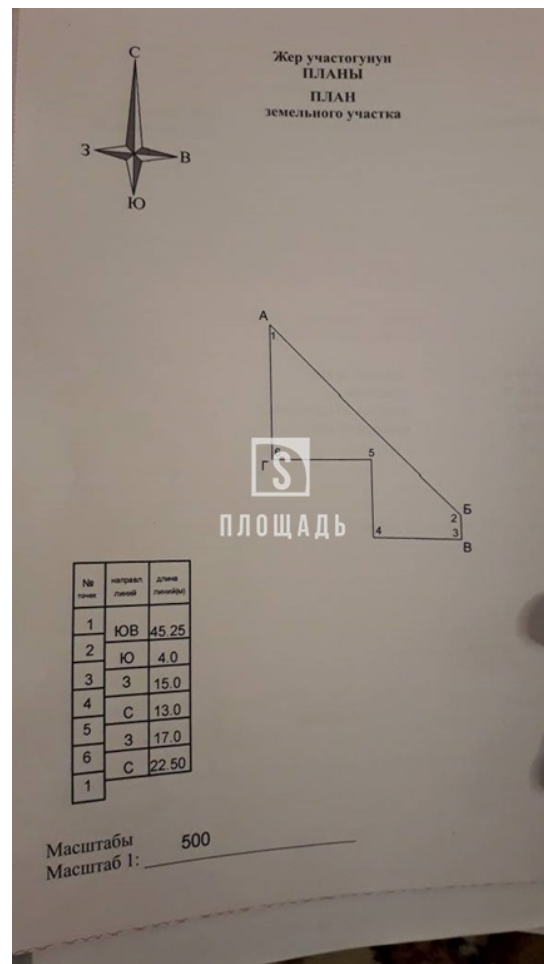 С
З
В
Ю
Жер участогунун
ПЛАНЫ
ПЛАН
земельного участка
А
1
6
Г
5
Б
2
4
3
В
S
ПЛОЩАДЬ
№ точек направл. линий длина линий(м)
1 ЮВ 45.25
2 Ю 4.0
3 З 15.0
4 С 13.0
5 З 17.0
6 С 22.50
1
Масштабы
Масштаб 1: 500